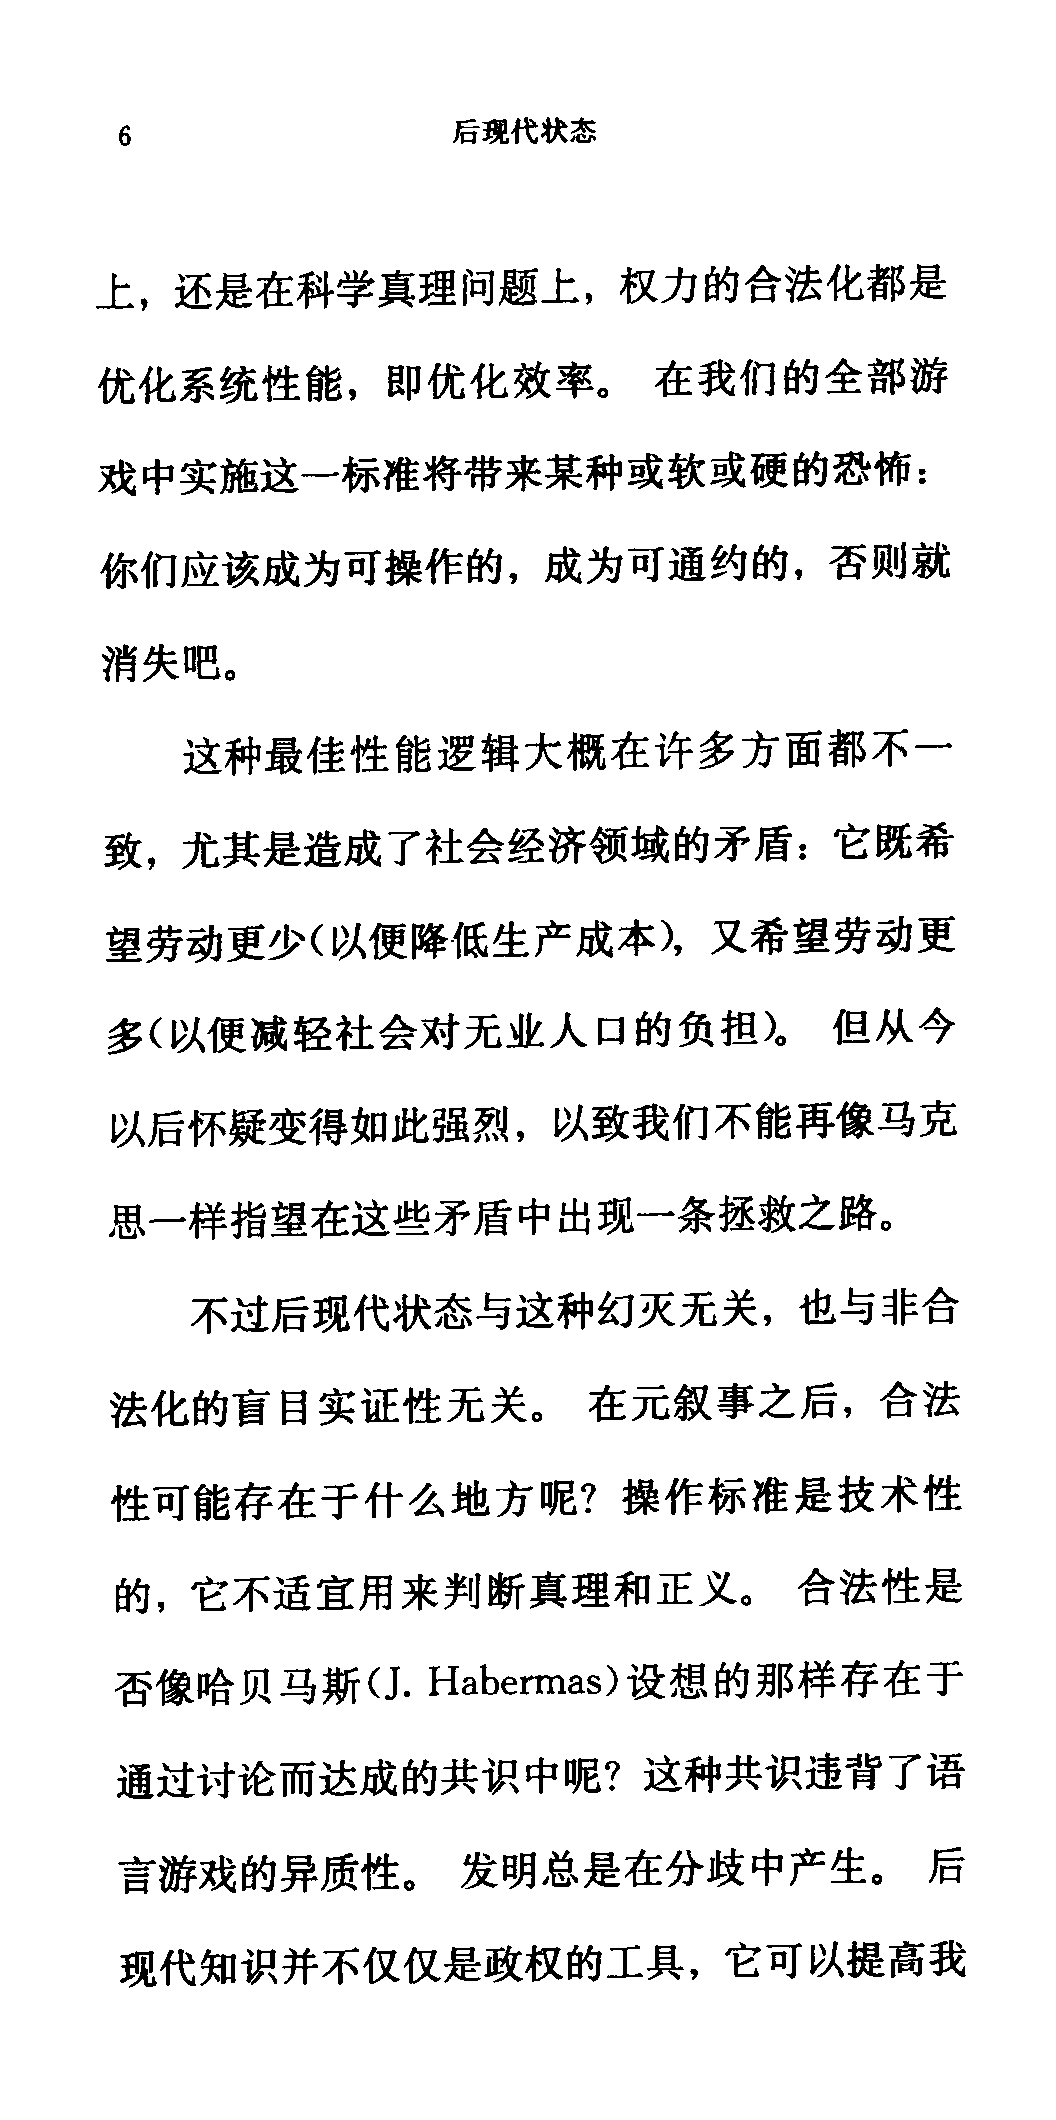 6 后现代状态
上，还是在科学真理问题上，权力的合法化都是
优化系统性能，即优化效率。 在我们的全部游
戏中实施这一标准将带来某种或软或硬的恐怖：
你们应该成为可操作的，成为可通约的，否则就
消失吧。
这种最佳性能逻辑大概在许多方面都不一
致，尤其是造成了社会经济领域的矛盾：它既希
望劳动更少(以便降低生产成本)，又希望劳动更
多(以便减轻社会对无业人口的负担)。 但从今
以后怀疑变得如此强烈，以致我们不能再像马克
思一样指望在这些矛盾中出现一条拯救之路。
不过后现代状态与这种幻灭无关，也与非合
法化的盲目实证性无关。 在元叙事之后，合法
性可能存在于什么地方呢？操作标准是技术性
的，它不适宜用来判断真理和正义。 合法性是
否像哈贝马斯(J. Habermas)设想的那样存在于
通过讨论而达成的共识中呢？这种共识违背了语
言游戏的异质性。 发明总是在分歧中产生。 后
现代知识并不仅仅是政权的工具，它可以提高我